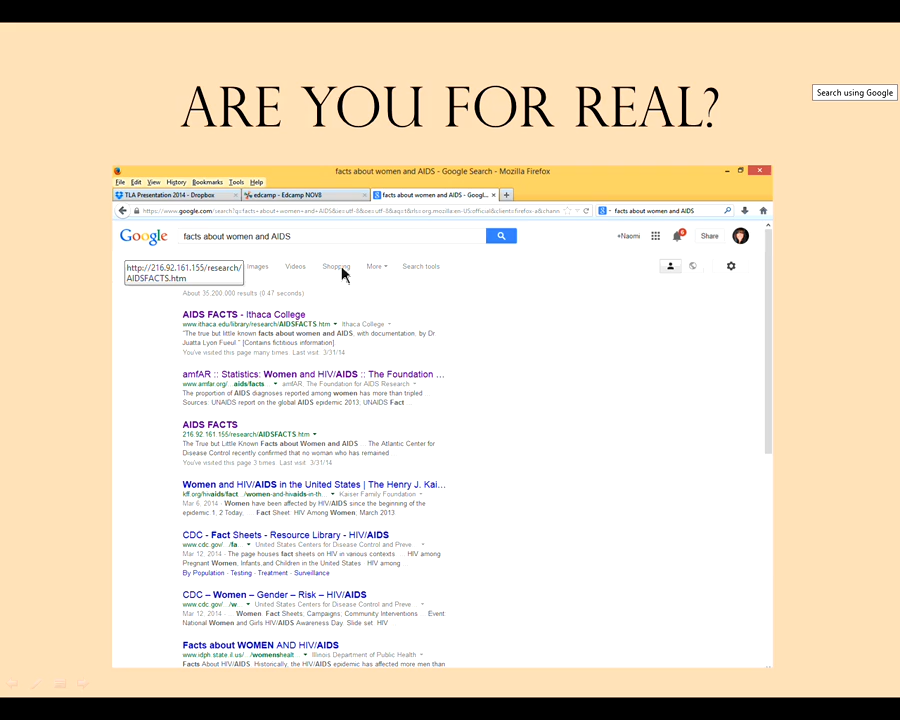 ARE YOU FOR REAL?
Search using Google
facts about women and AIDS - Google Search - Mozilla Firefox
File Edit View History Bookmarks Tools Help
TLA Presentation 2014 - Dropbox
edcamp - Edcamp NOVB
facts about women and AIDS - Googl...
facts about women and AIDS
Google
facts about women and AIDS
+Naomi
Share
http://216.92.161.155/research/
AIDSFACTS.htm
Images Videos Shopping More Search tools
About 35,200,000 results (0.47 seconds)
AIDS FACTS - Ithaca College
www.ithaca.edu/library/research/AIDSFACTS.htm Ithaca College
"The true but little known facts about women and AIDS, with documentation. by Dr.
Juatta Lyon Fueul." [Contains fictitious information]
You've visited this page many times. Last visit: 3/31/14
amfAR :: Statistics: Women and HIV/AIDS :: The Foundation ...
www.amfar.org/ aids/facts amfAR, The Foundation for AIDS Research
The proportion of AIDS diagnoses reported among women has more than tripled
Sources. UNAIDS report on the global AIDS epidemic 2013; UNAIDS Fact
AIDS FACTS
216.92.161.155/research/AIDSFACTS.htm
The True but Little Known Facts about Women and AIDS ... The Atlantic Center for
Disease Control recently confirmed that no woman who has remained
You've visited this page 3 times. Last visit: 3/31/14
Women and HIV/AIDS in the United States | The Henry J. Kai...
kff.org/hivaids/fact.../women-and-hivaids-in-th... Kaiser Family Foundation
Mar 6, 2014 - Women have been affected by HIV/AIDS since the beginning of the
epidemic.1, 2 Today, ... Fact Sheet: HIV Among Women. March 2013
CDC - Fact Sheets - Resource Library - HIV/AIDS
www.cdc.gov/ United States Centers for Disease Control and Preve
Mar 12, 2014 - The page houses fact sheets on HIV in various contexts ... HIV among
Pregnant Women, Infants,and Children in the United States HIV among
By Population - Testing - Treatment - Surveillance
CDC – Women – Gender – Risk – HIV/AIDS
www.cdc.gov/ United States Centers for Disease Control and Preve
Mar 12, 2014 - Women. Fact Sheets; Campaigns; Community Interventions ... Event
National Women and Girls HIV/AIDS Awareness Day. Slide set: HIV
Facts about WOMEN AND HIV/AIDS
www.idph.state.il.us/ /womenshealt... Illinois Department of Public Health
Facts About HIV/AIDS. Historically, the HIV/AIDS epidemic has affected more men than